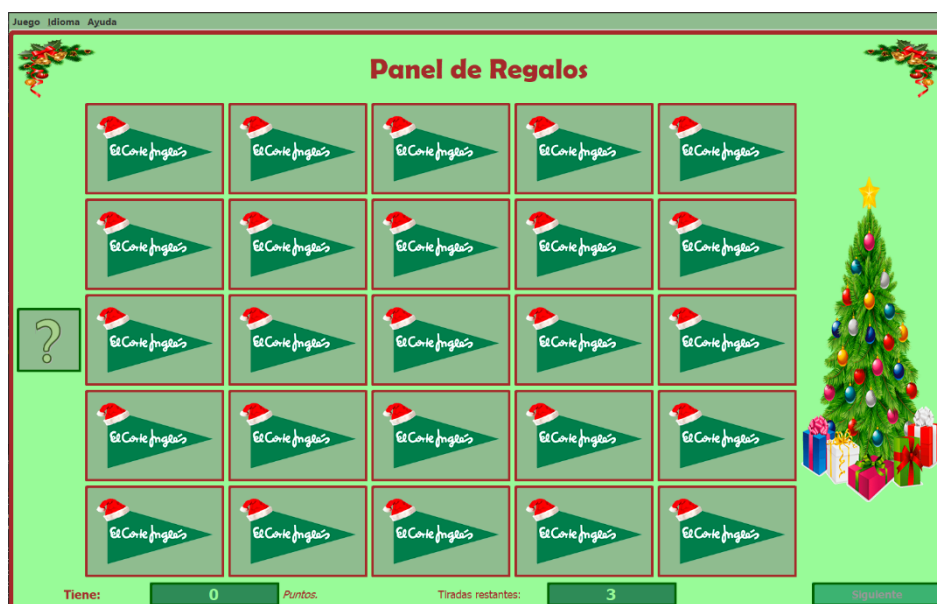 Juego Idioma Ayuda
Panel de Regalos
El Corte Inglés El Corte Inglés El Corte Inglés El Corte Inglés El Corte Inglés
El Corte Inglés El Corte Inglés El Corte Inglés El Corte Inglés El Corte Inglés
?
El Corte Inglés El Corte Inglés El Corte Inglés El Corte Inglés El Corte Inglés
El Corte Inglés El Corte Inglés El Corte Inglés El Corte Inglés El Corte Inglés
El Corte Inglés El Corte Inglés El Corte Inglés El Corte Inglés El Corte Inglés
Tiene: 0 Puntos. Tiradas restantes: 3 Siguiente